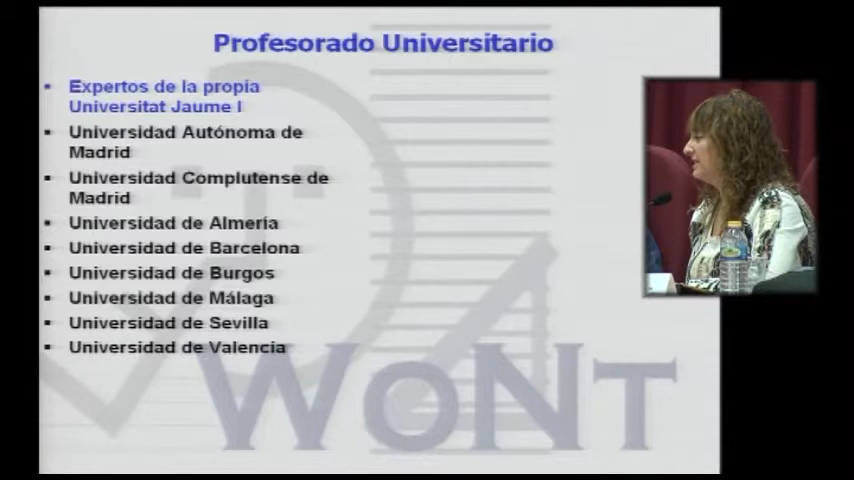 Profesorado Universitario
▪ Expertos de la propia
Universitat Jaume I
▪ Universidad Autónoma de
Madrid
▪ Universidad Complutense de
Madrid
▪ Universidad de Almería
▪ Universidad de Barcelona
▪ Universidad de Burgos
▪ Universidad de Málaga
▪ Universidad de Sevilla
▪ Universidad de Valencia
WoNT